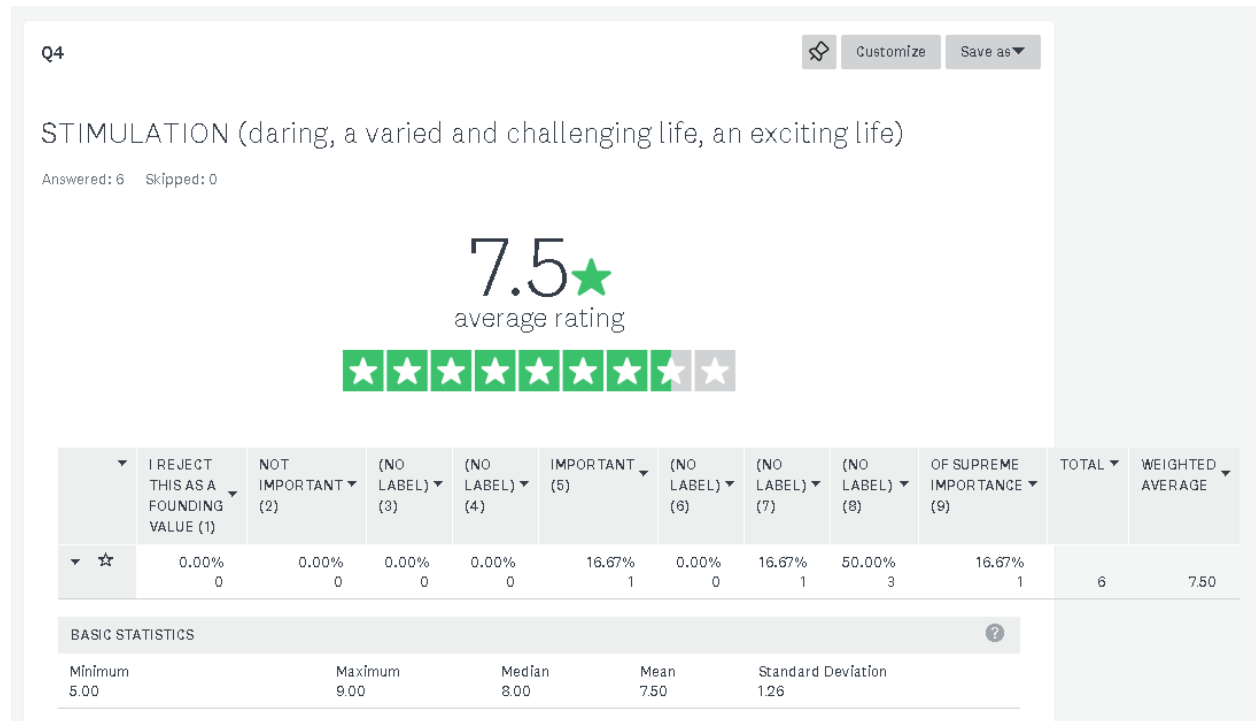 Q4
Customize
Save as
STIMULATION (daring, a varied and challenging life, an exciting life)
Answered: 6 Skipped: 0
7.5
average rating
I REJECT THIS AS A FOUNDING VALUE (1)
NOT IMPORTANT (2)
(NO LABEL) (3)
(NO LABEL) (4)
IMPORTANT (5)
(NO LABEL) (6)
(NO LABEL) (7)
(NO LABEL) (8)
OF SUPREME IMPORTANCE (9)
TOTAL
WEIGHTED AVERAGE
0.00% 0.00% 0.00% 0.00% 16.67% 0.00% 16.67% 50.00% 16.67%
0 0 0 0 1 0 1 3 1 6 7.50
BASIC STATISTICS ?
Minimum Maximum Median Mean Standard Deviation
5.00 9.00 8.00 7.50 1.26